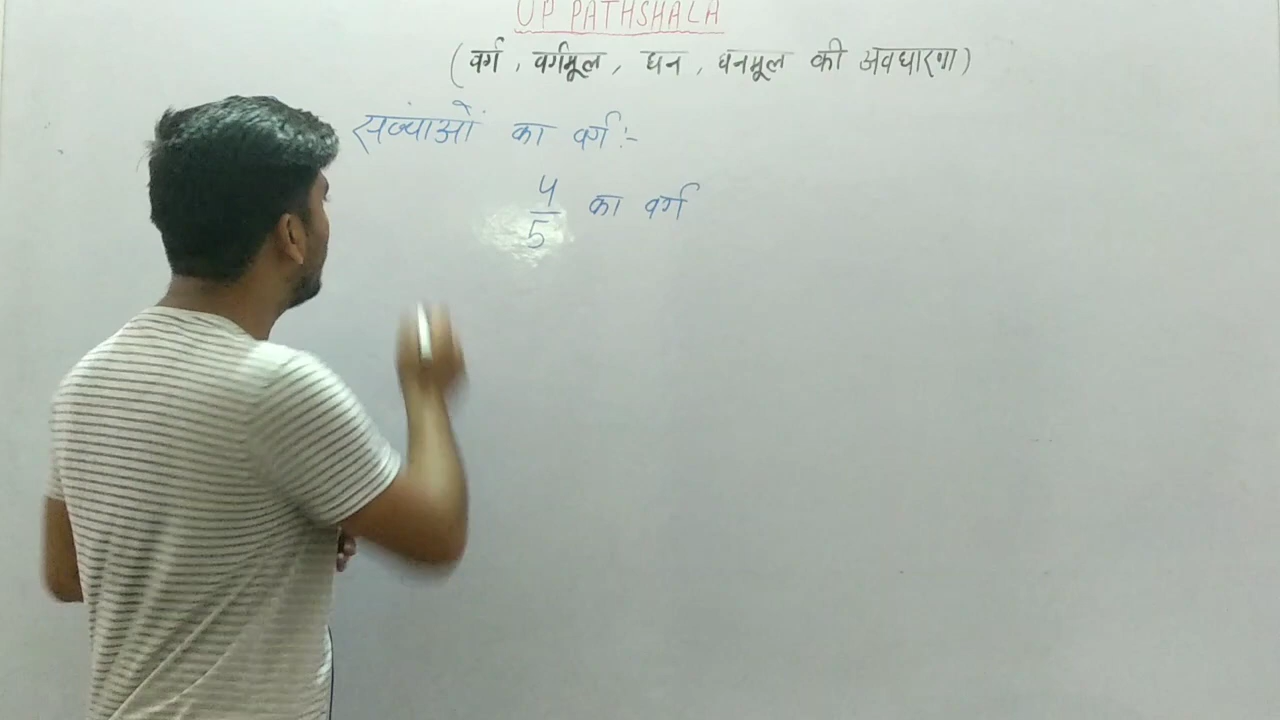 UP PATHSHALA
(वर्ग, वर्गमूल, घन, घनमूल की अवधारणा)
संख्याओं का वर्ग:-
4
5 का वर्ग